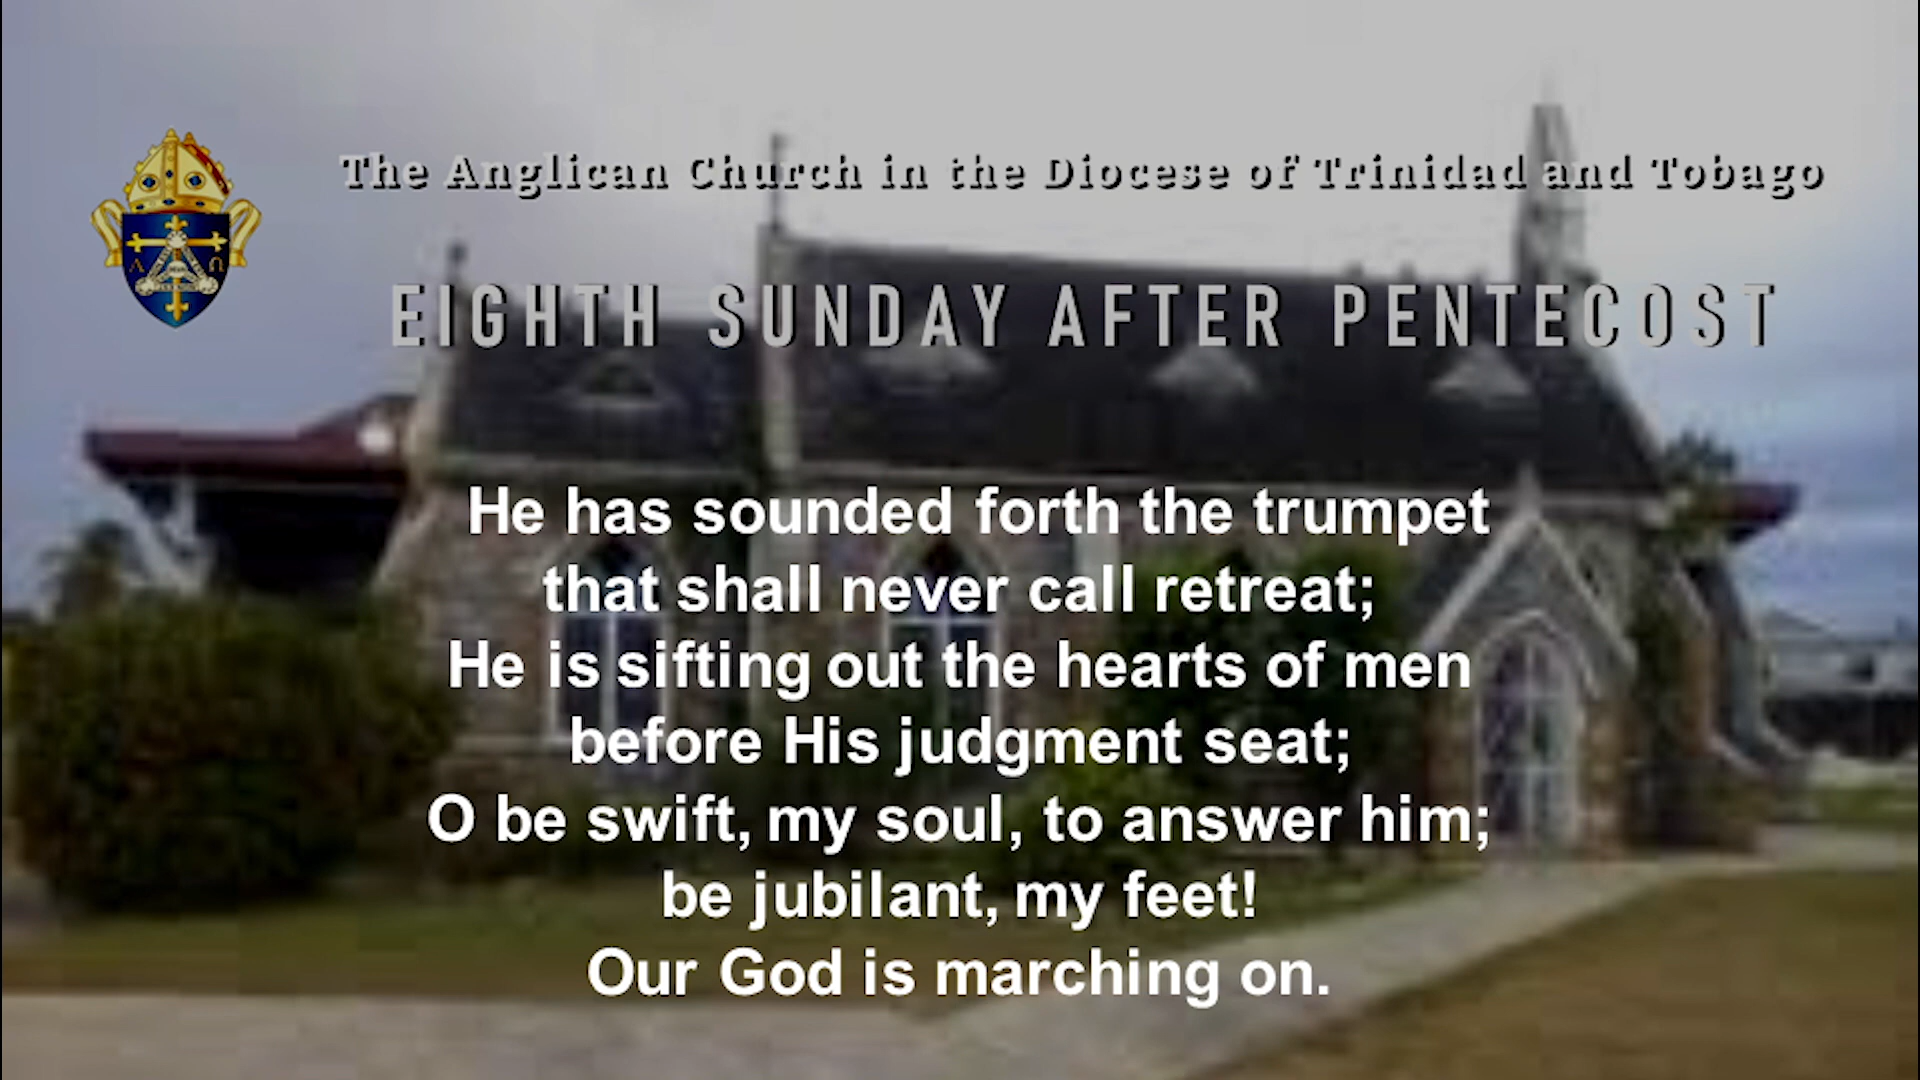 The Anglican Church in the Diocese of Trinidad and Tobago
EIGHTH SUNDAY AFTER PENTECOST
He has sounded forth the trumpet
that shall never call retreat;
He is sifting out the hearts of men
before His judgment seat;
O be swift, my soul, to answer him;
be jubilant, my feet!
Our God is marching on.